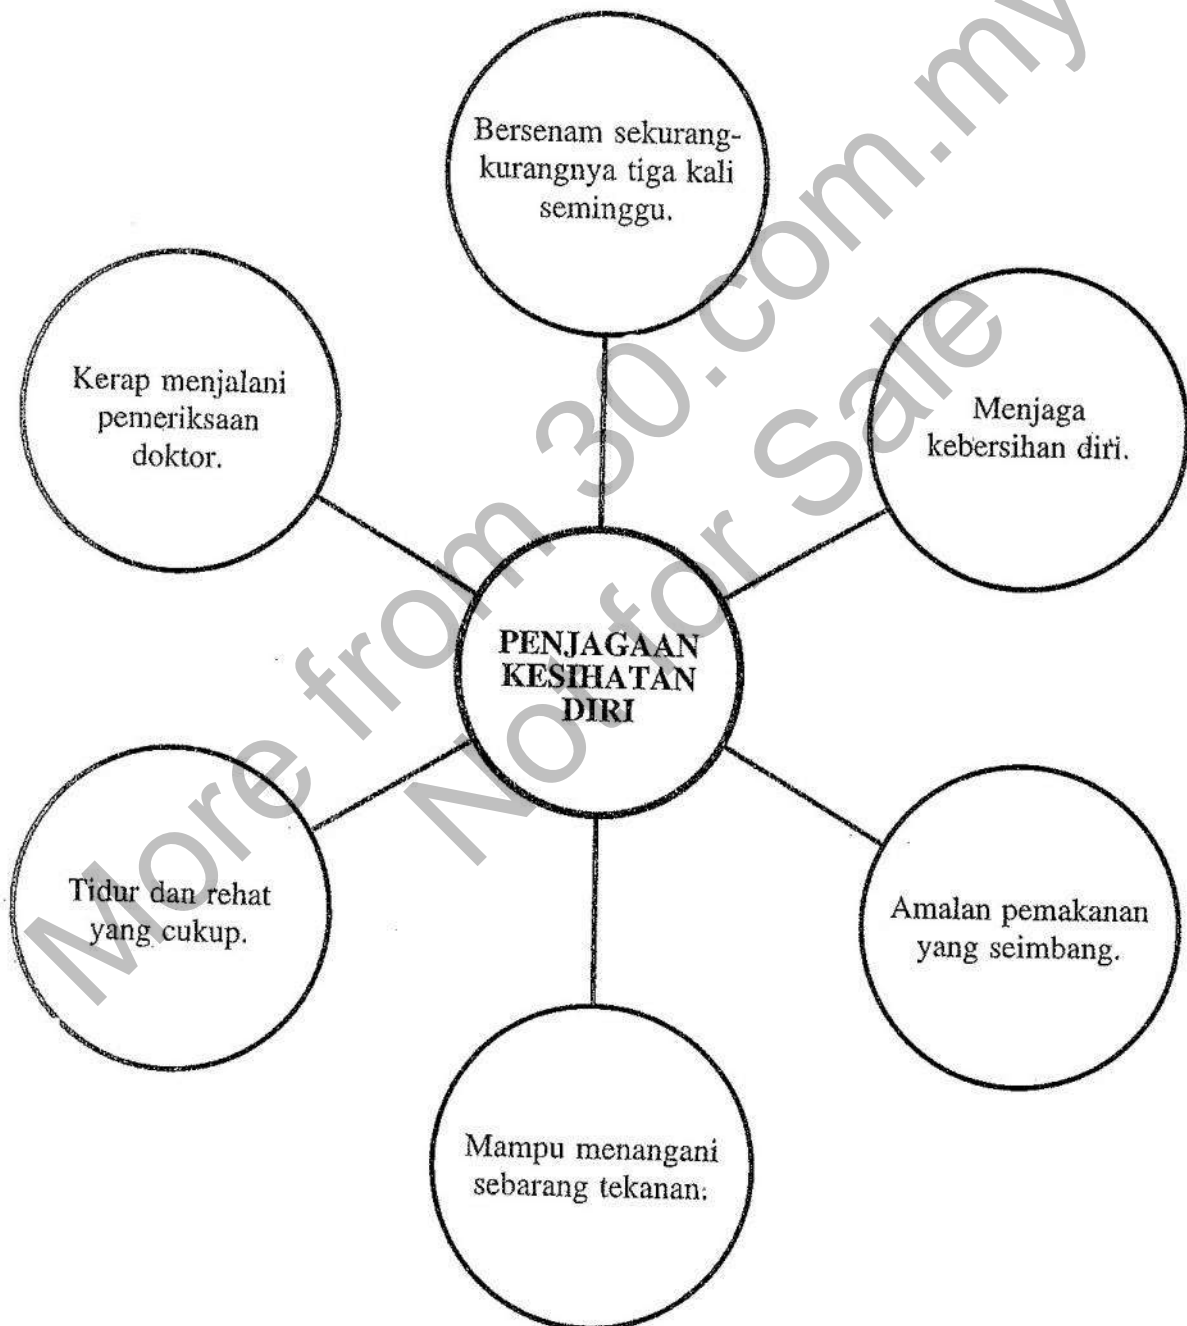 Bersenam sekurang-
kurangnya tiga kali
seminggu.
Kerap menjalani
pemeriksaan
doktor.
Menjaga
kebersihan diri.
PENJAGAAN
KESIHATAN
DIRI
Tidur dan rehat
yang cukup.
Amalan pemakanan
yang seimbang.
Mampu menangani
sebarang tekanan.
More from 30.com.my
Not for Sale